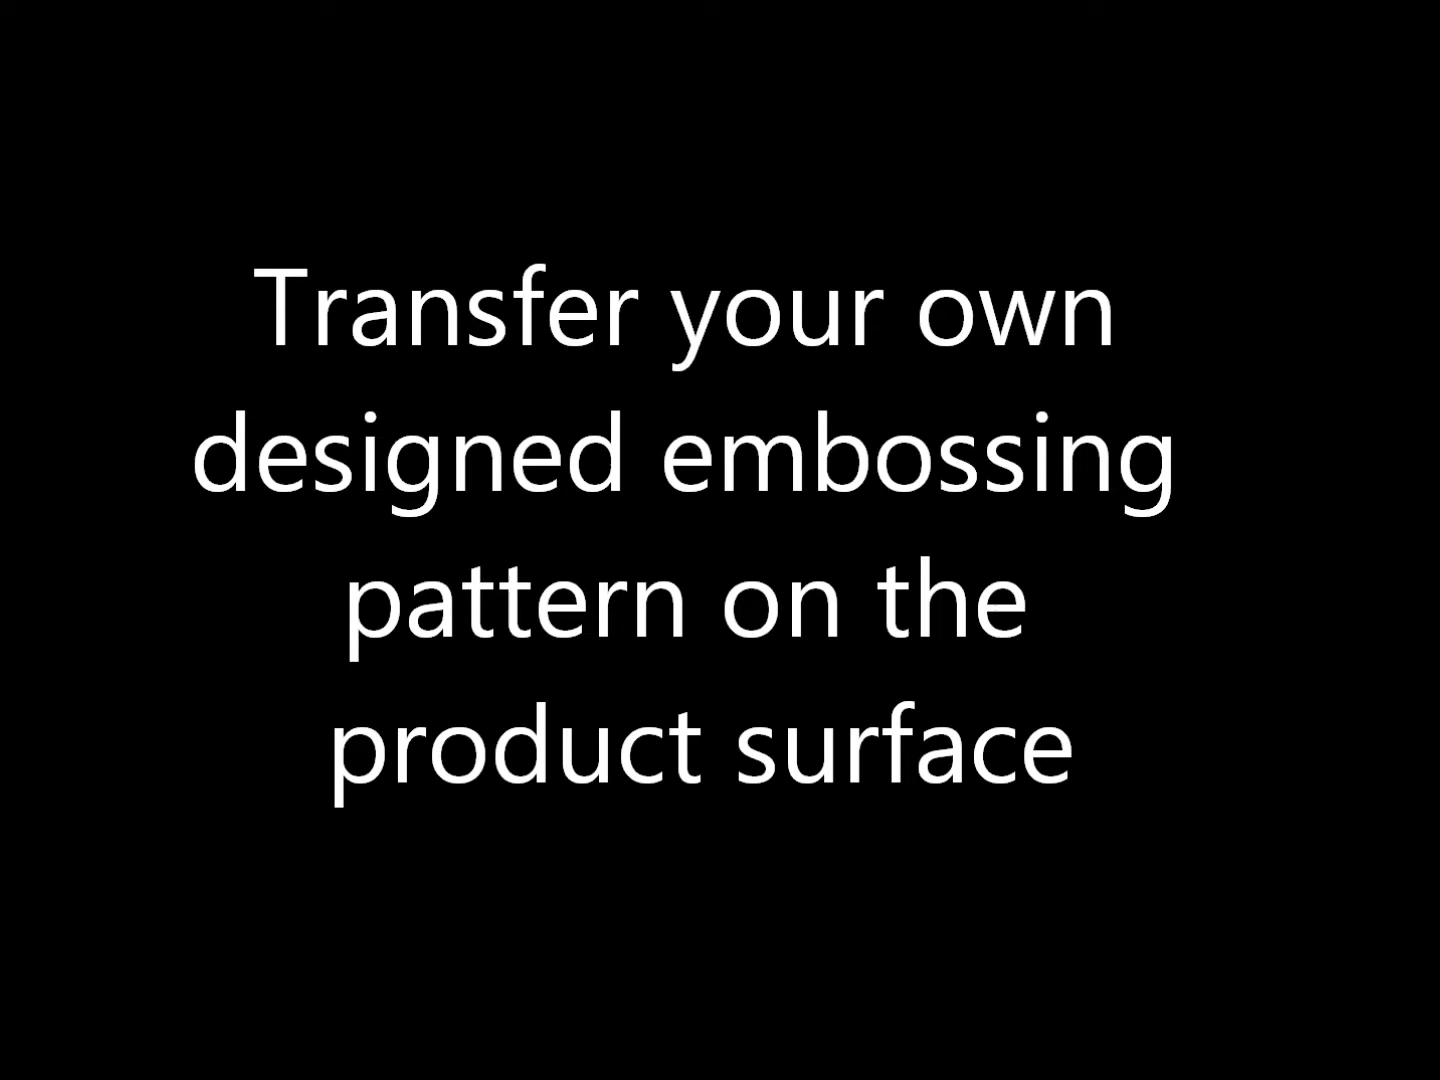 Transfer your own
designed embossing
pattern on the
product surface